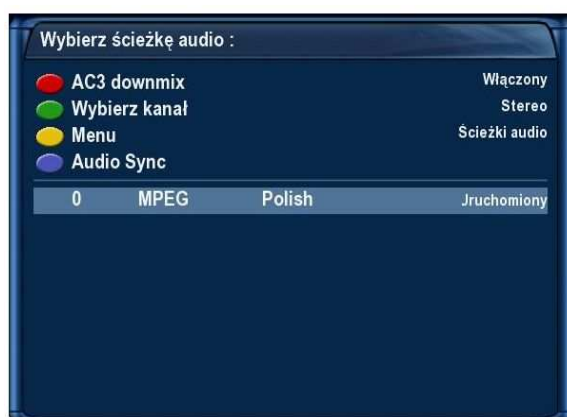 Wybierz ścieżkę audio :
AC3 downmix Włączony
Wybierz kanał Stereo
Menu Ścieżki audio
Audio Sync
0 MPEG Polish Jruchomiony